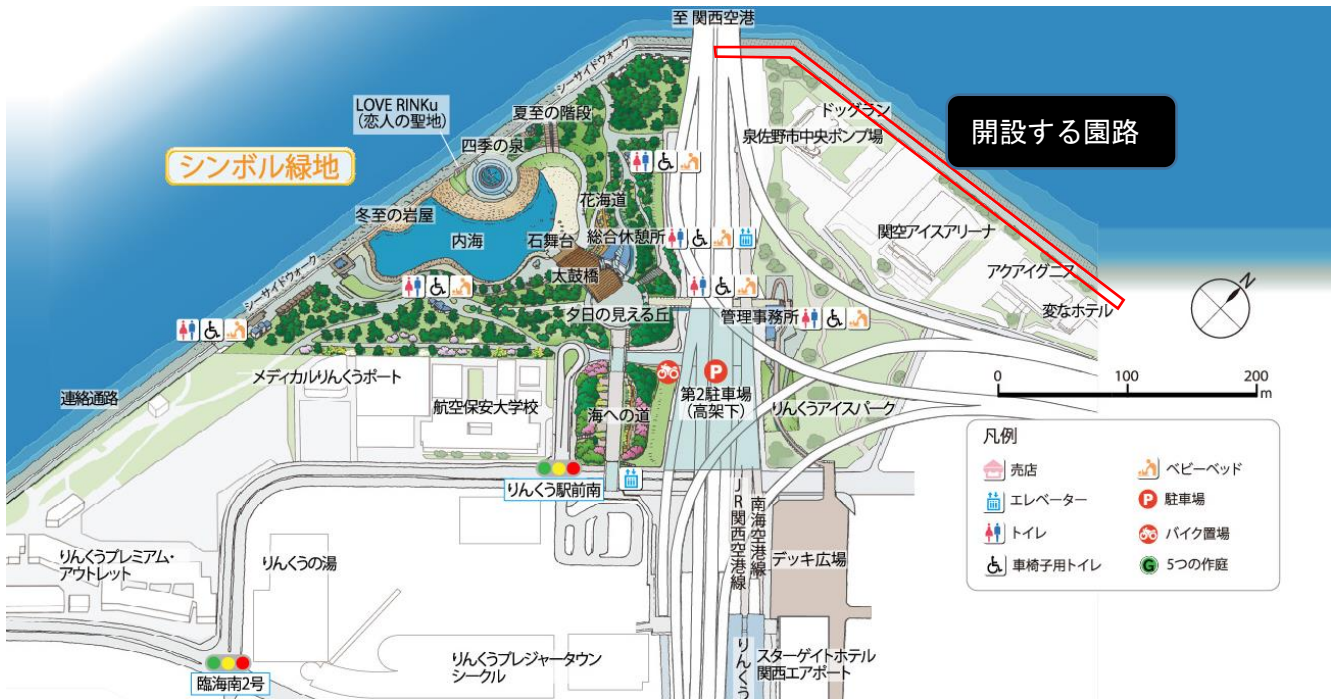 至 関西空港
シーサイドウォーク
LOVE RINKu
(恋人の聖地)
夏至の階段
四季の泉
ドッグラン
泉佐野市中央ポンプ場
開設する園路
シンボル緑地
花海道
冬至の岩屋
内海
石舞台
総合休憩所
関空アイスアリーナ
太鼓橋
アクアイグニス
変なホテル
シーサイドウォーク
夕日の見える丘
管理事務所
N
メディカルりんくうポート
連絡通路
航空保安大学校
海への道
P
第2駐車場
(高架下)
りんくうアイスパーク
0 100 200
m
りんくう駅前南
JR関西空港線
南海空港線
デッキ広場
凡例
売店
ベビーベッド
エレベーター
P 駐車場
トイレ
バイク置場
車椅子用トイレ
G 5つの作庭
りんくうプレミアム・
アウトレット
りんくうの湯
りんくうプレジャータウン
シークル
りんくう
スターゲイトホテル
関西エアポート
臨海南2号